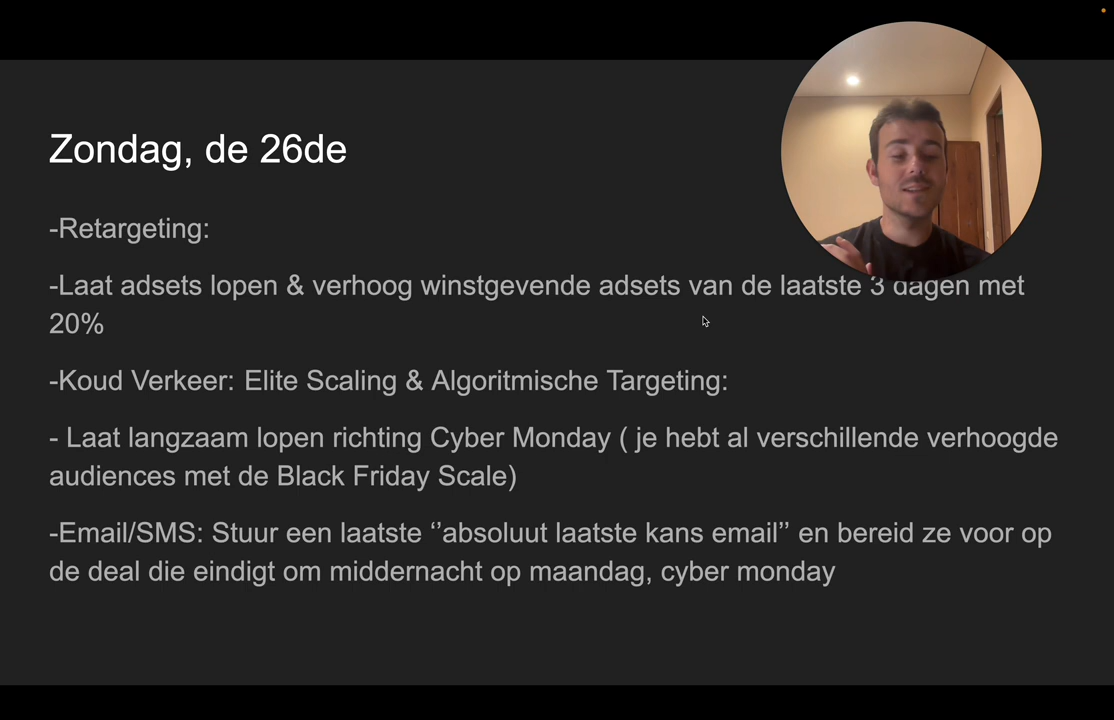 Zondag, de 26de
-Retargeting:
-Laat adsets lopen & verhoog winstgevende adsets van de laatste 3 dagen met
20%
-Koud Verkeer: Elite Scaling & Algoritmische Targeting:
- Laat langzaam lopen richting Cyber Monday ( je hebt al verschillende verhoogde
audiences met de Black Friday Scale)
-Email/SMS: Stuur een laatste ‘’absoluut laatste kans email’’ en bereid ze voor op
de deal die eindigt om middernacht op maandag, cyber monday